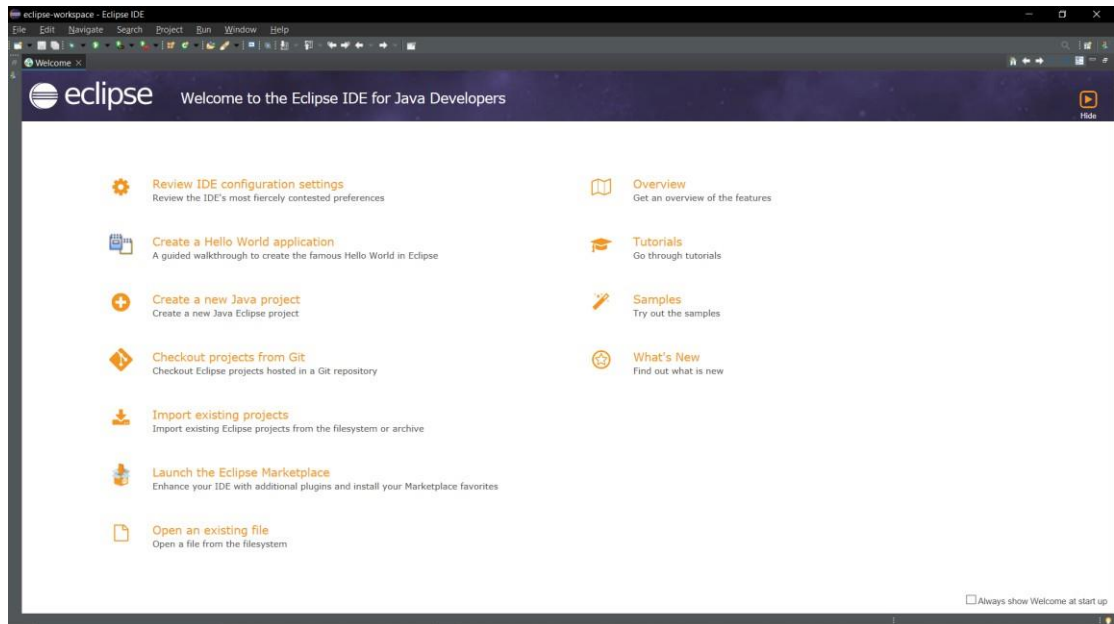 eclipse-workspace - Eclipse IDE
File Edit Navigate Search Project Run Window Help
Welcome
eclipse Welcome to the Eclipse IDE for Java Developers
Hide
Review IDE configuration settings
Review the IDE's most fiercely contested preferences
Create a Hello World application
A guided walkthrough to create the famous Hello World in Eclipse
Create a new Java project
Create a new Java Eclipse project
Checkout projects from Git
Checkout Eclipse projects hosted in a Git repository
Import existing projects
Import existing Eclipse projects from the filesystem or archive
Launch the Eclipse Marketplace
Enhance your IDE with additional plugins and install your Marketplace favorites
Open an existing file
Open a file from the filesystem
Overview
Get an overview of the features
Tutorials
Go through tutorials
Samples
Try out the samples
What's New
Find out what is new
Always show Welcome at start up